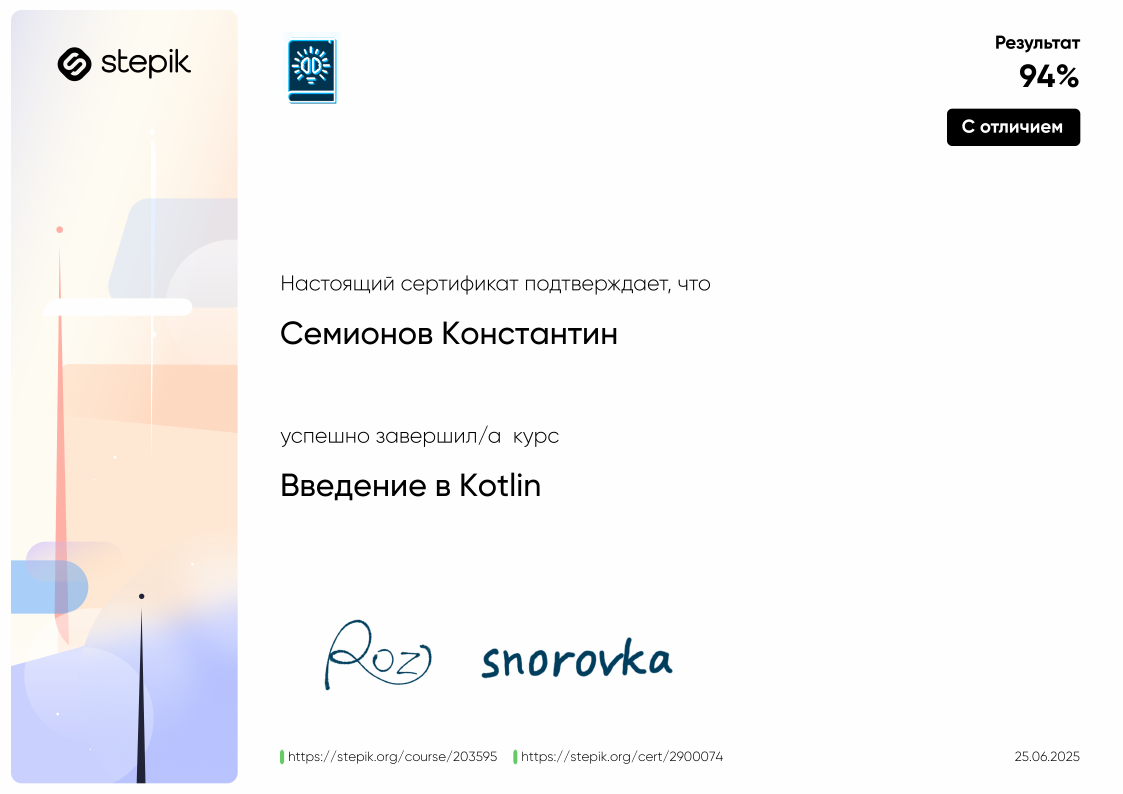 stepik
Результат
94%
С отличием
Настоящий сертификат подтверждает, что
Семионов Константин
успешно завершил/а курс
Введение в Kotlin
Roz snorovka
https://stepik.org/course/203595 https://stepik.org/cert/2900074 25.06.2025